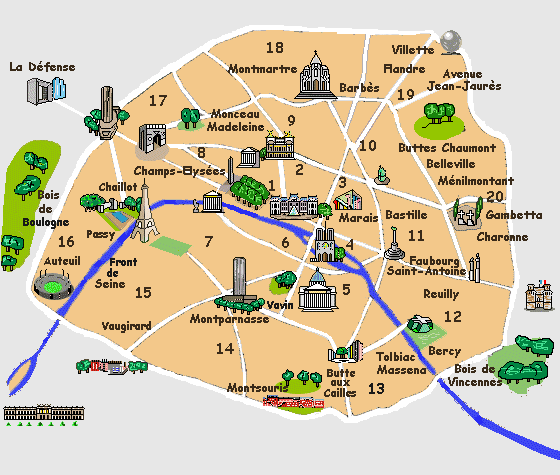 18
Villette
La Défense
Montmartre
Flandre
Avenue
Jean-Jaurès
Barbès
19
17
Monceau
Madeleine
9
10
Buttes Chaumont
8
2
Belleville
Champs-Elysées
Ménilmontant
Chaillot
1
3
20
Bois
de
Boulogne
Marais
Bastille
Gambetta
Passy
11
Charonne
16
7
6
4
Auteuil
Front
de
Seine
Faubourg
Saint-Antoine
15
5
Reuilly
Vavin
Montparnasse
12
Vaugirard
14
Bercy
Tolbiac
Massena
Butte
aux
Cailles
Bois de
Vincennes
Montsouris
13